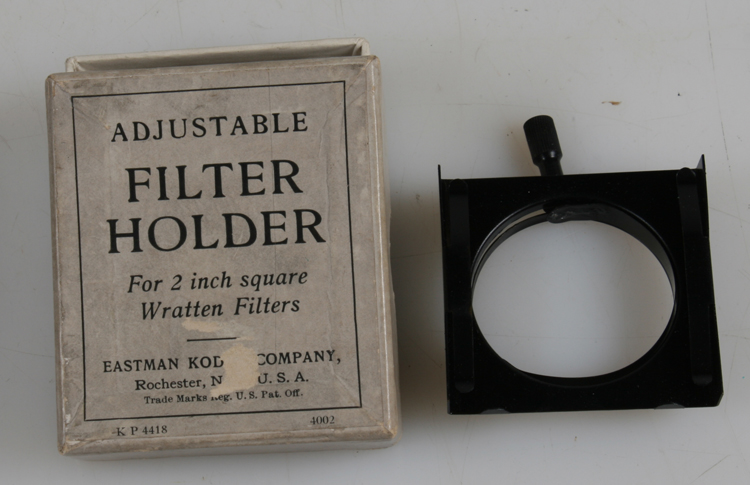 ADJUSTABLE
FILTER
HOLDER
For 2 inch square
Wratten Filters
EASTMAN KOD COMPANY,
Rochester, N U. S. A.
Trade Marks Reg. U. S. Pat. Off.
K P 4418
4002